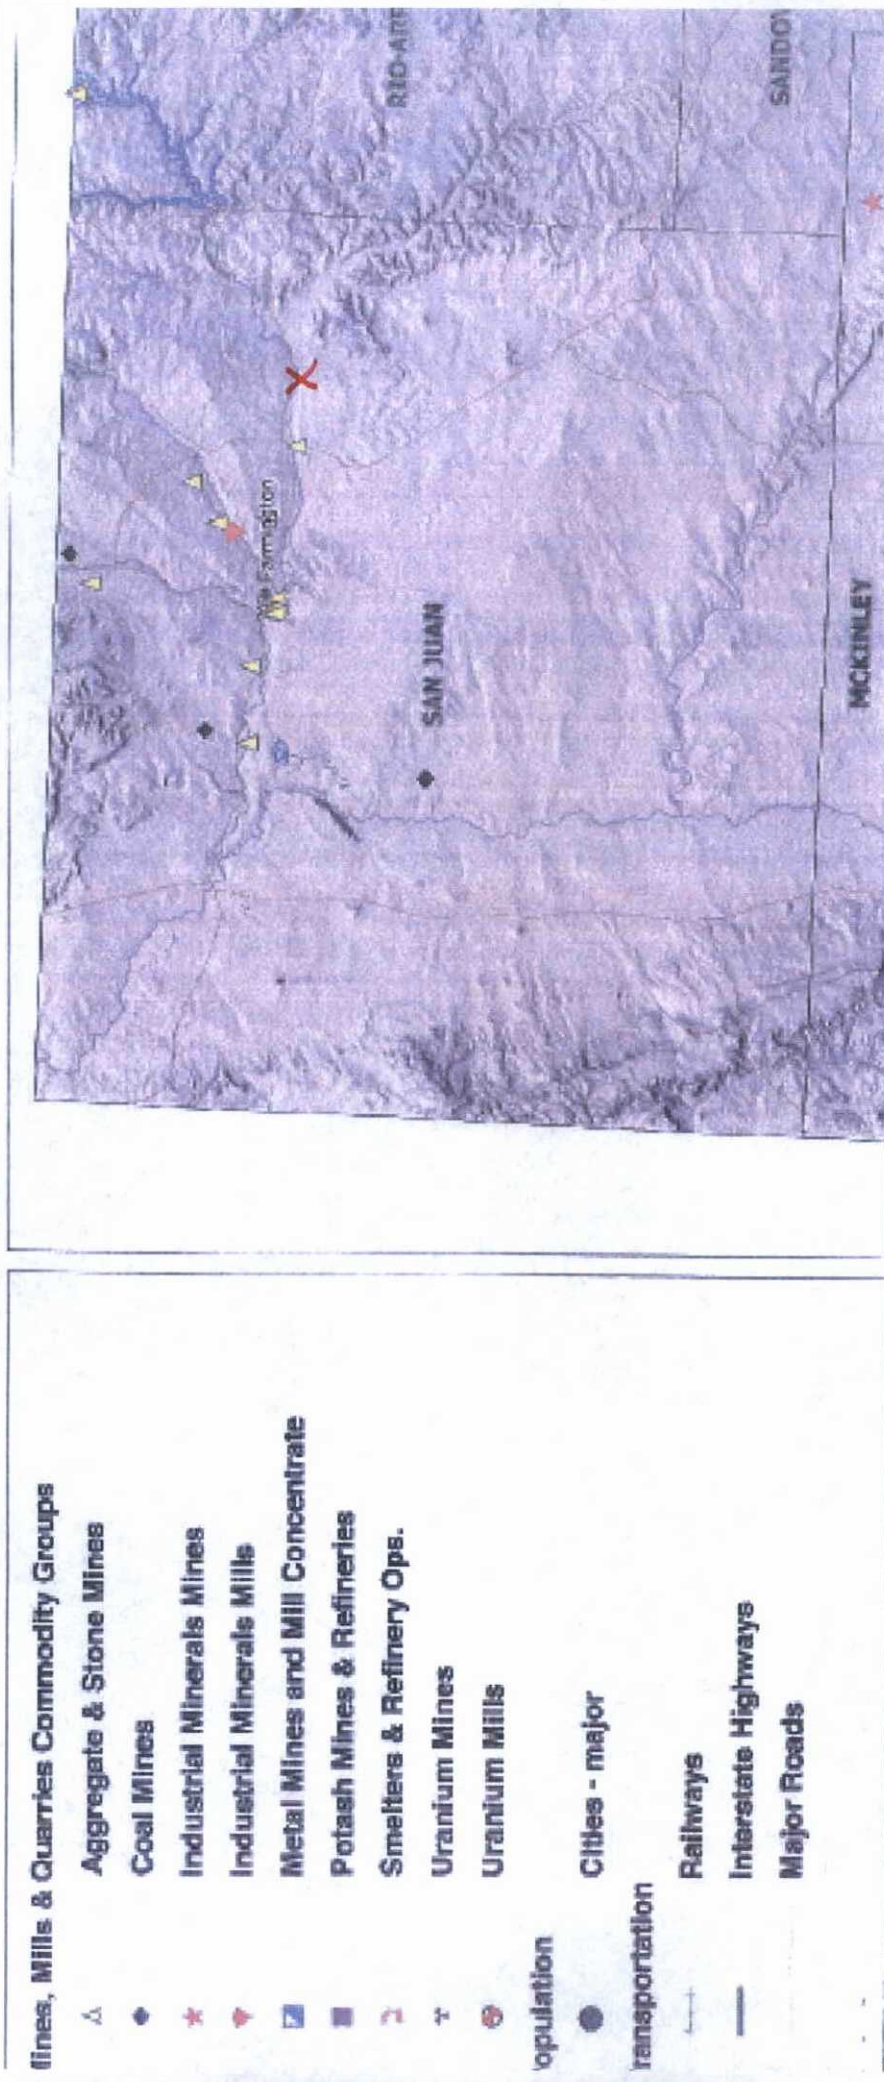 lines, Mills & Quarries Commodity Groups
Aggregate & Stone Mines
Coal Mines
Industrial Minerals Mines
Industrial Minerals Mills
Metal Mines and Mill Concentrate
Potash Mines & Refineries
Smelters & Refinery Ops.
Uranium Mines
Uranium Mills
opulation
Cities - major
ransportation
Railways
Interstate Highways
Major Roads
Farmington
SAN JUAN
MCKINLEY
RIO ARR
SANDO
X